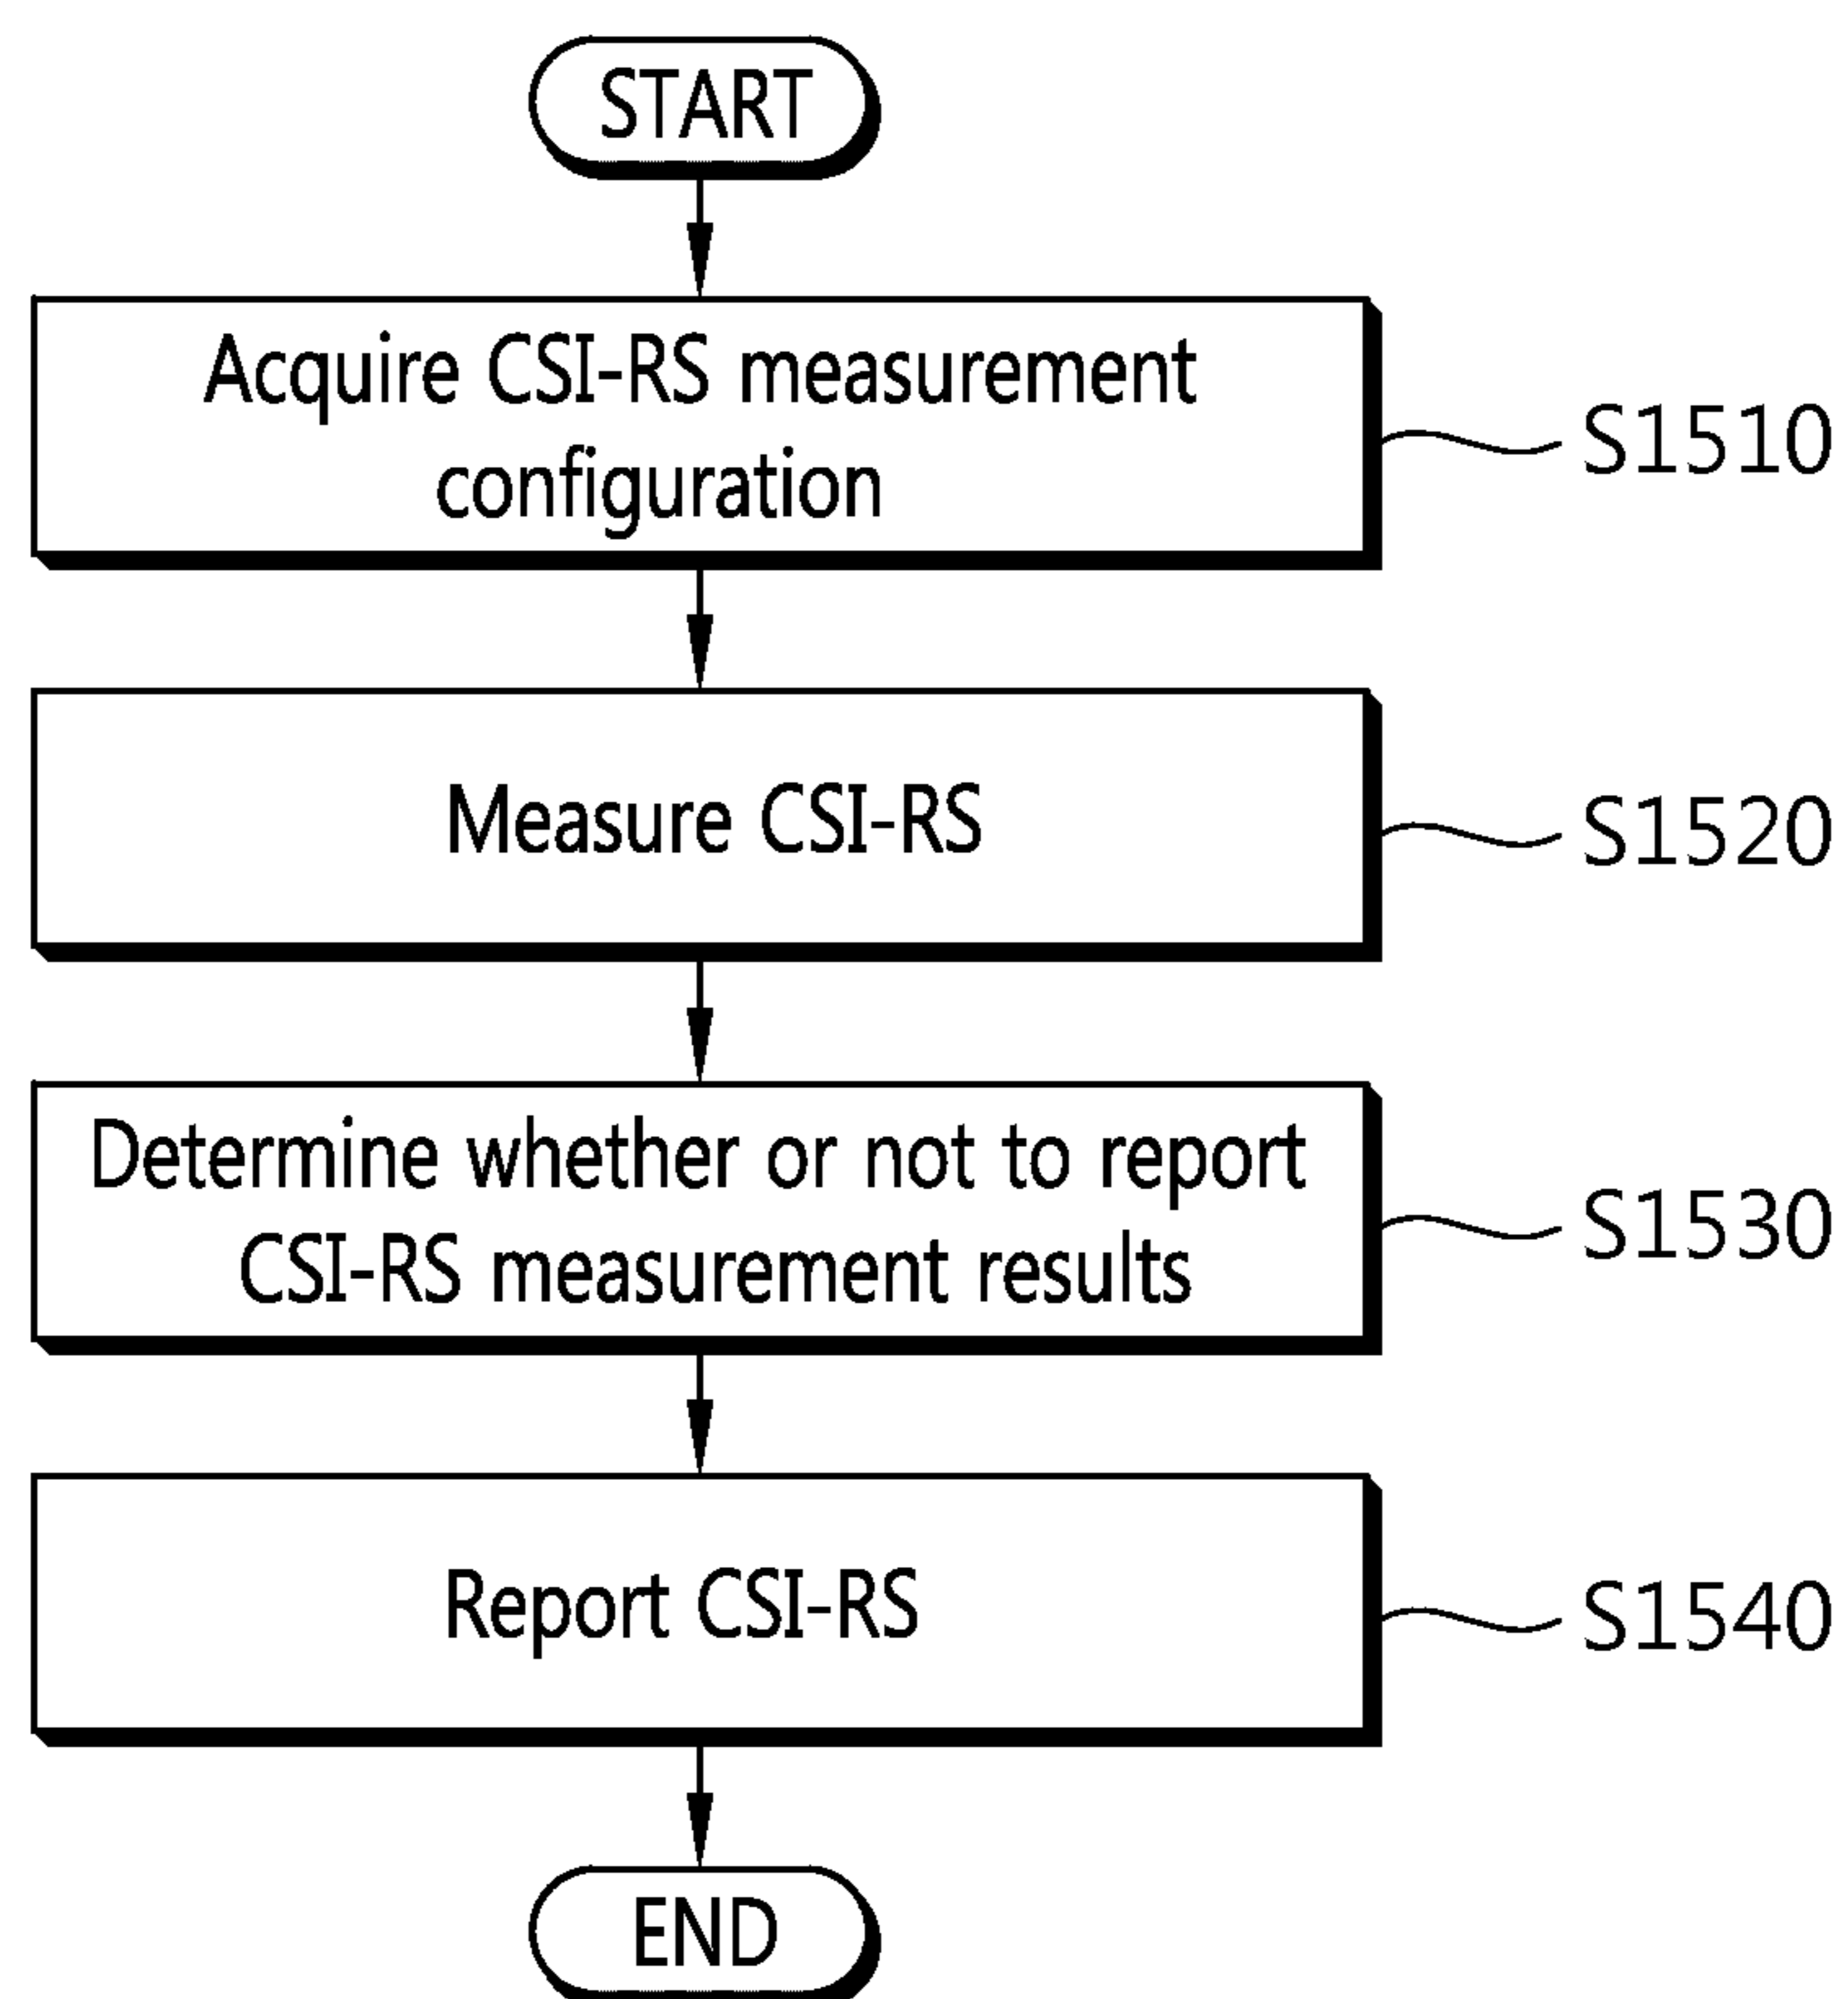 START
Acquire CSI-RS measurement
configuration
S1510
Measure CSI-RS
S1520
Determine whether or not to report
CSI-RS measurement results
S1530
Report CSI-RS
S1540
END